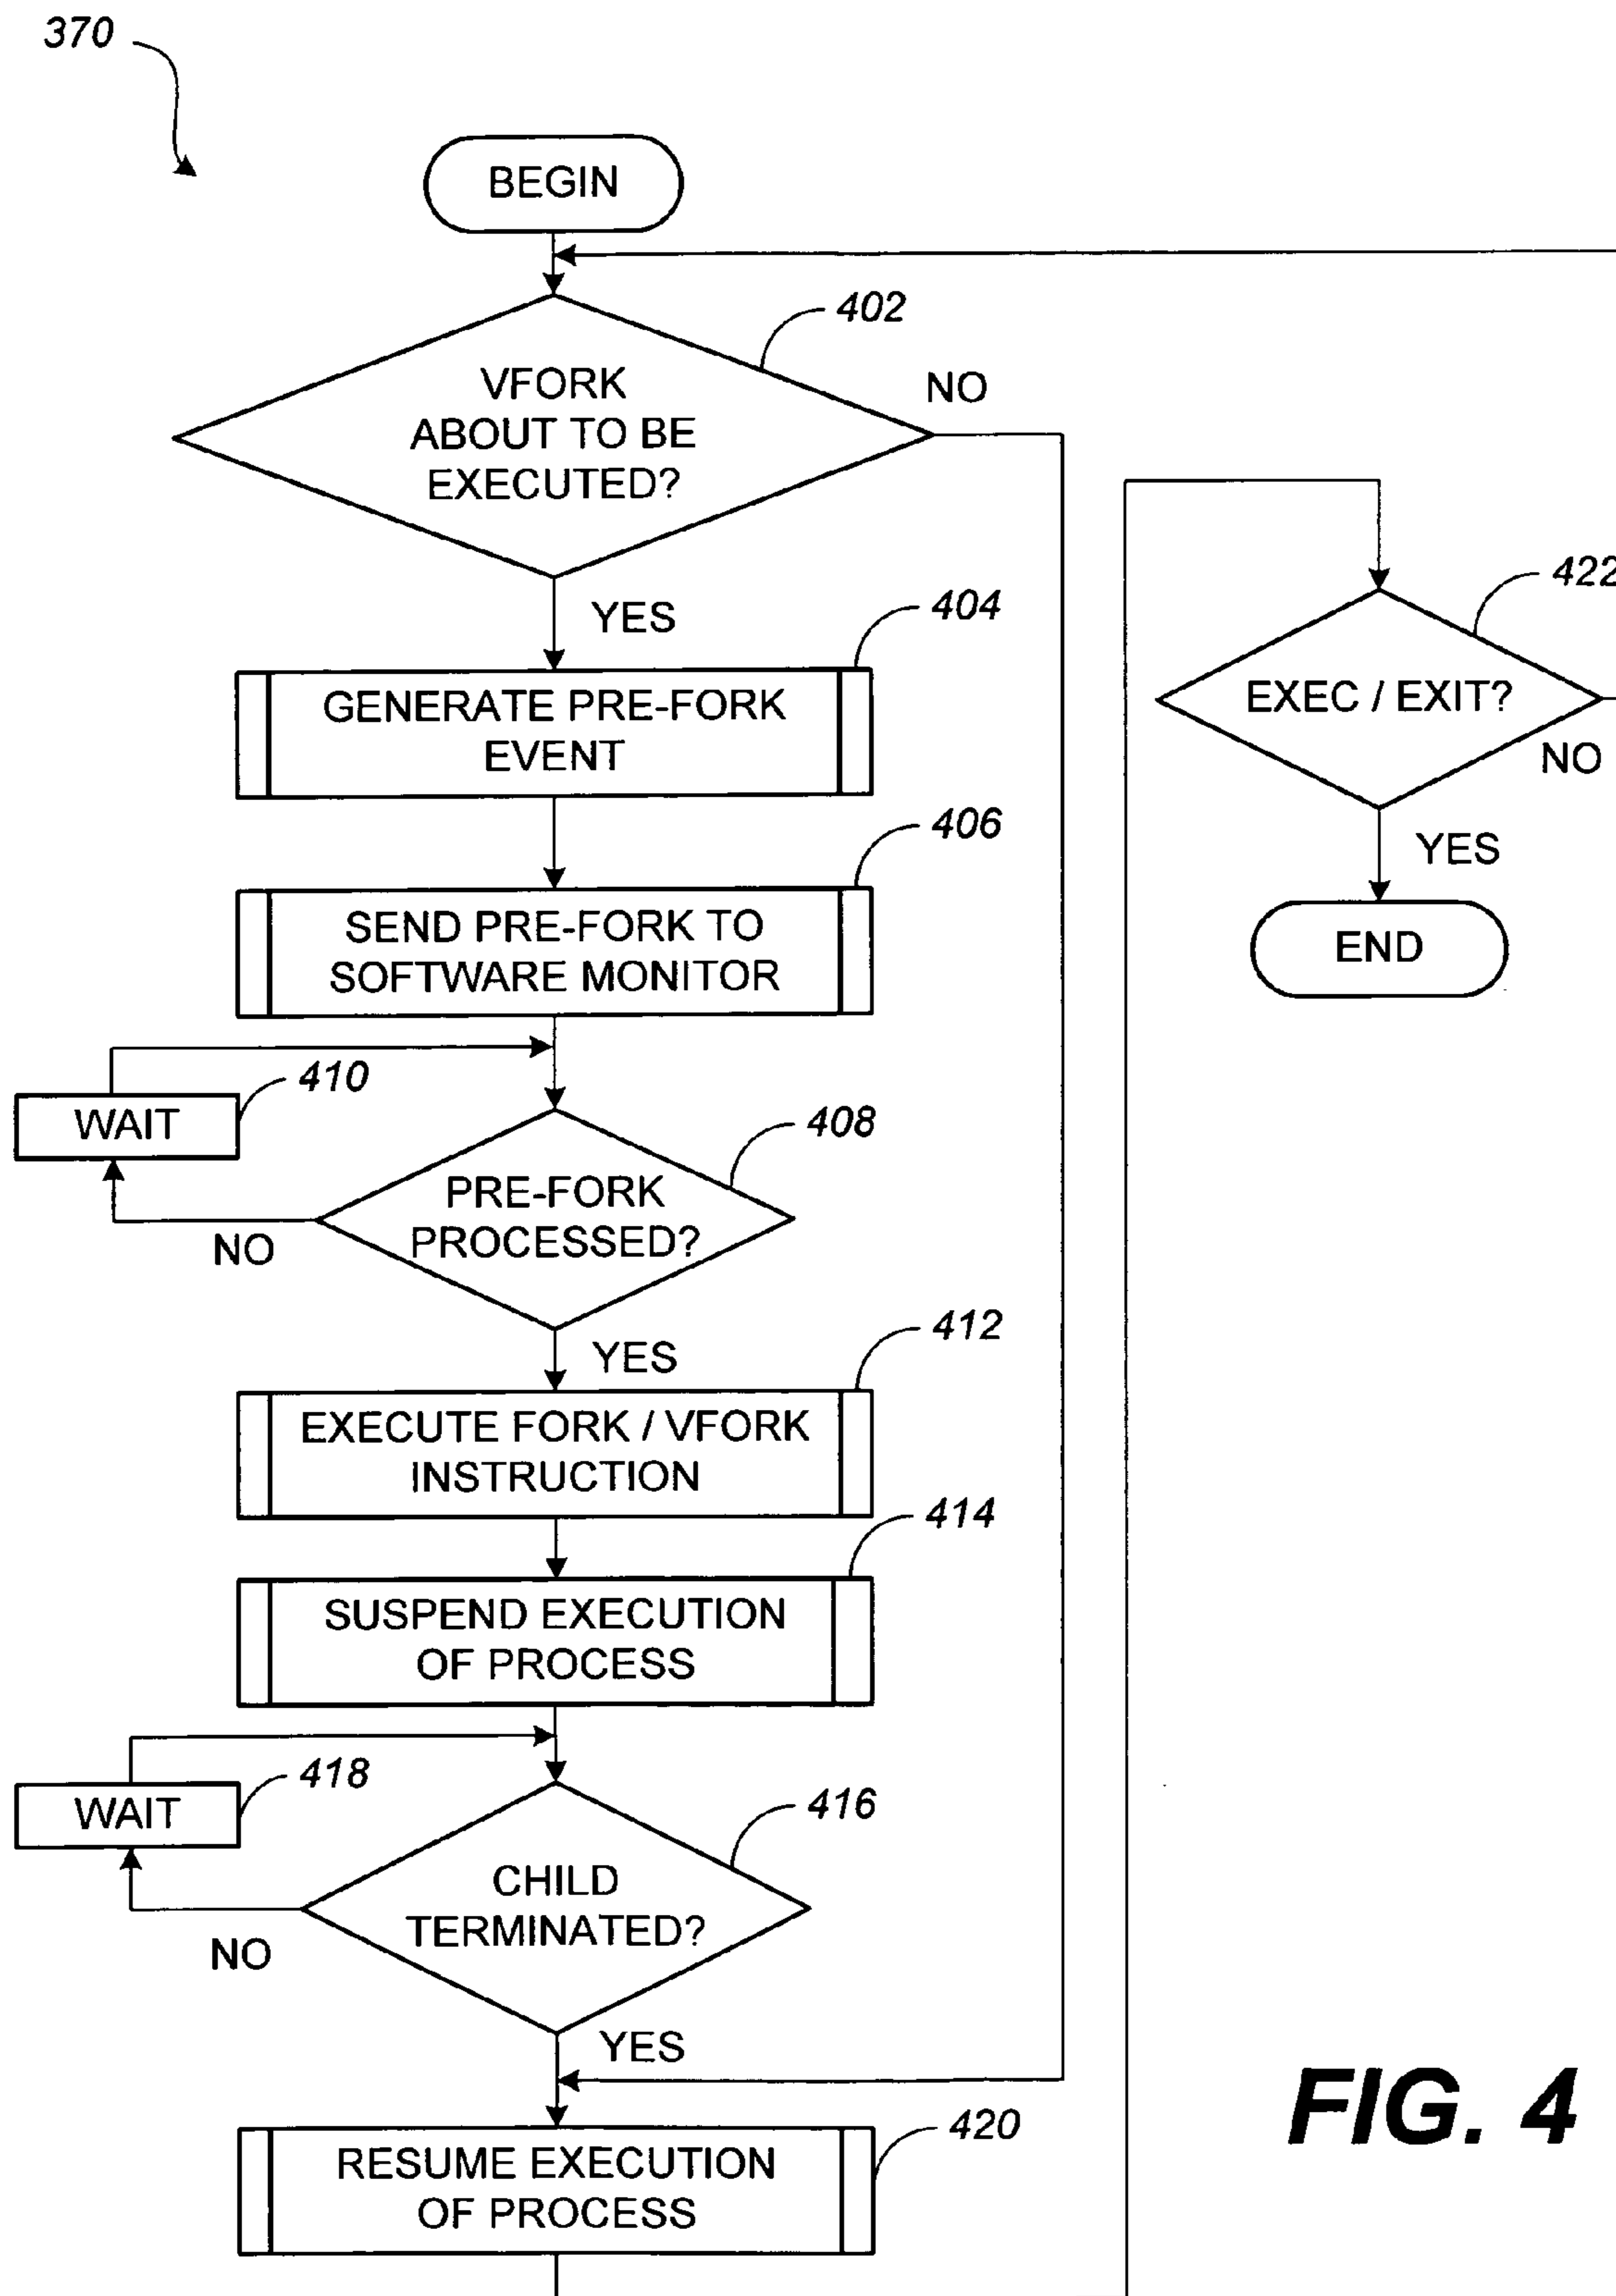 370
BEGIN
402
VFORK
ABOUT TO BE
EXECUTED?
NO
YES
404
GENERATE PRE-FORK
EVENT
406
SEND PRE-FORK TO
SOFTWARE MONITOR
410
WAIT
408
PRE-FORK
PROCESSED?
NO
YES
412
EXECUTE FORK / VFORK
INSTRUCTION
414
SUSPEND EXECUTION
OF PROCESS
418
WAIT
416
CHILD
TERMINATED?
NO
YES
420
RESUME EXECUTION
OF PROCESS
422
EXEC / EXIT?
NO
YES
END
FIG. 4